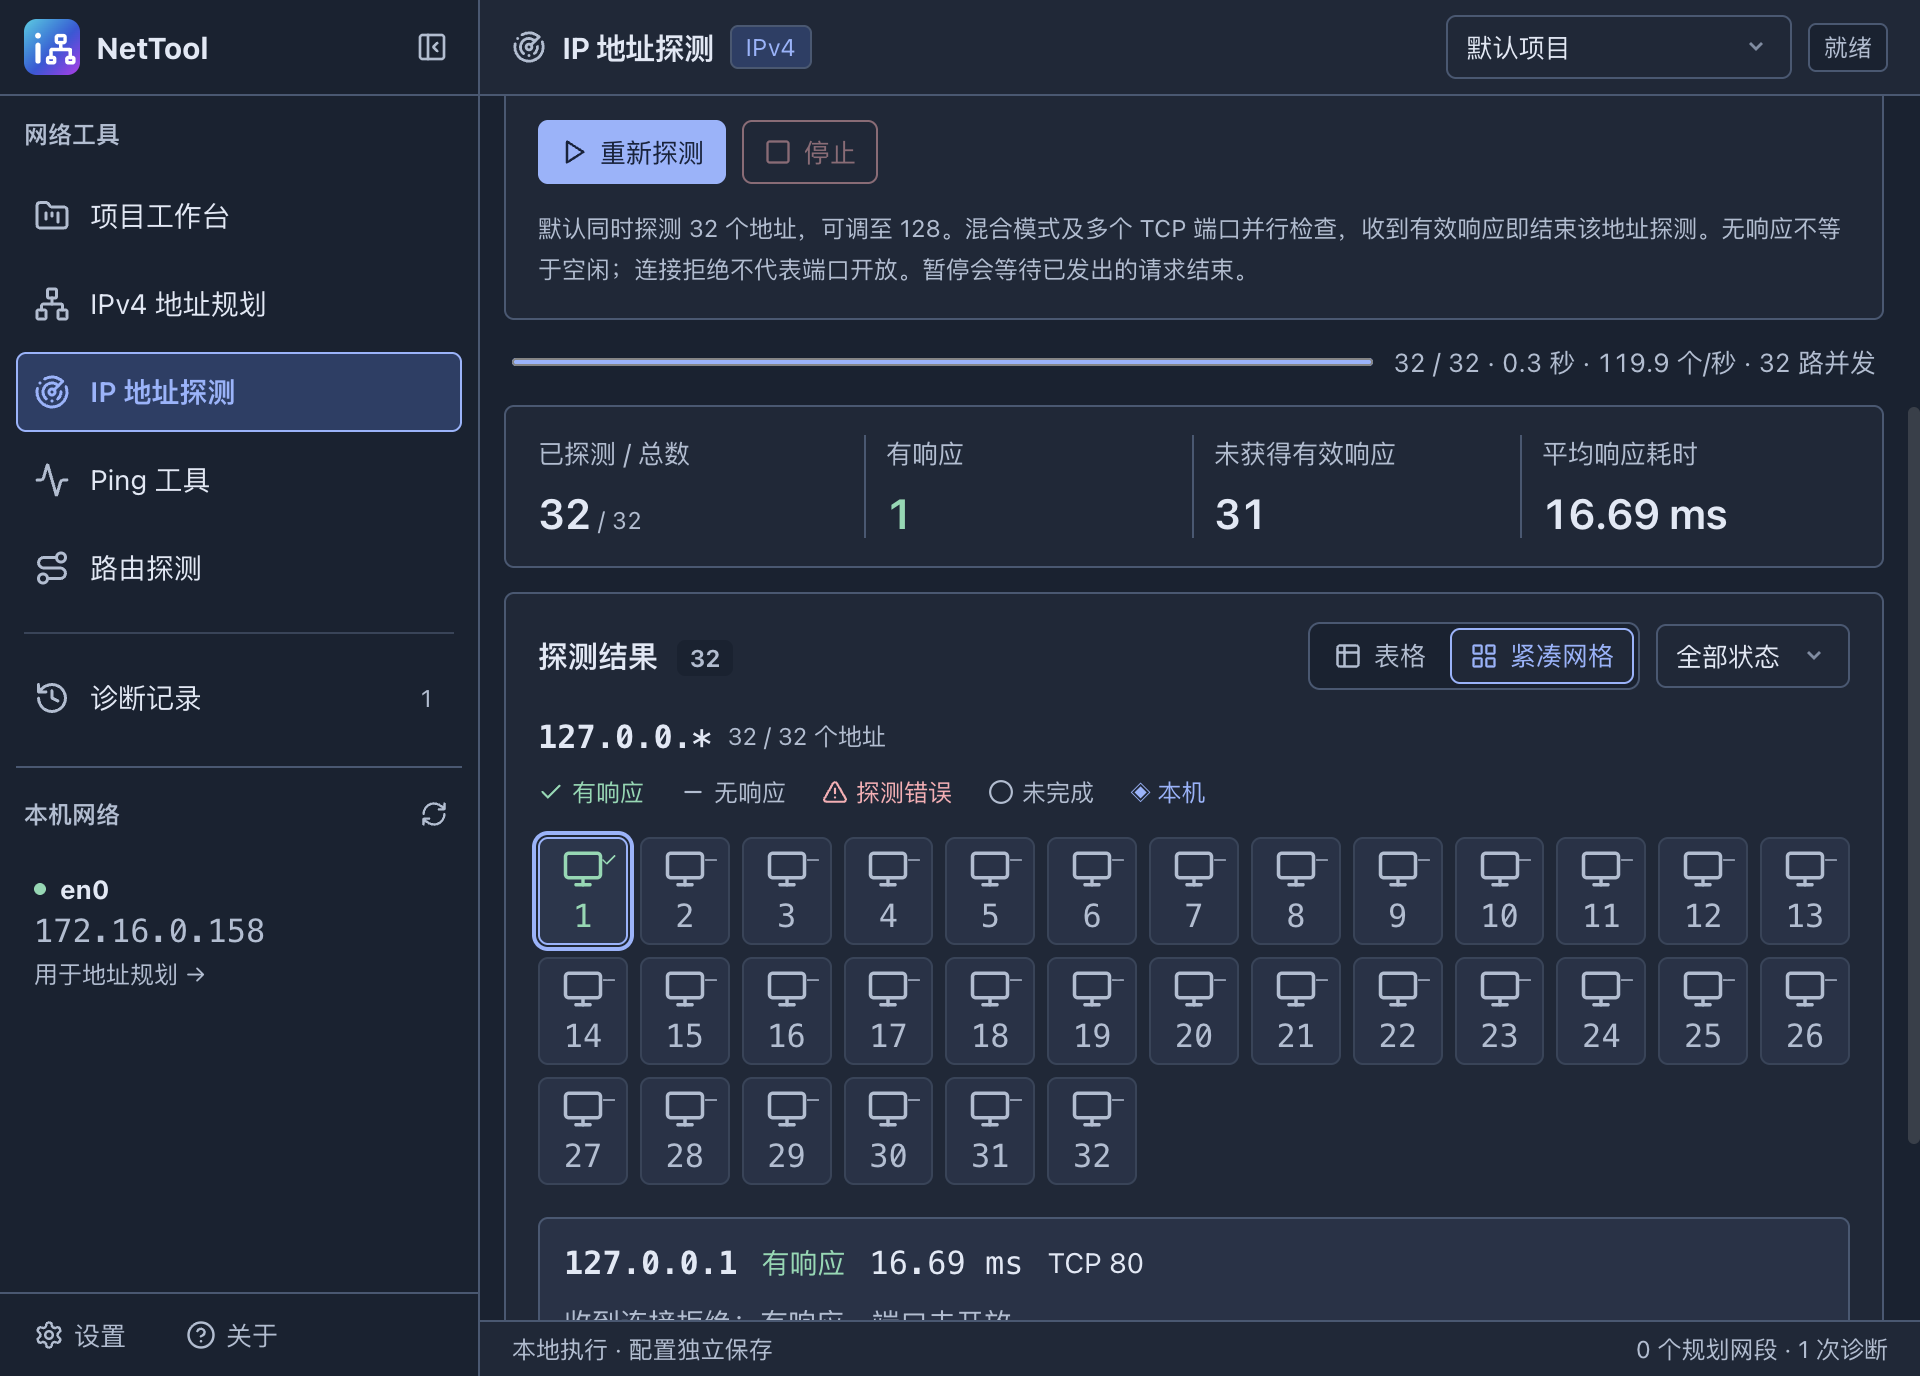 NetTool
网络工具
项目工作台
IPv4 地址规划
IP 地址探测
Ping 工具
路由探测
诊断记录 1
本机网络
en0
172.16.0.158
用于地址规划 →
设置 关于
IP 地址探测 IPv4
默认项目
就绪
重新探测 停止
默认同时探测 32 个地址，可调至 128。混合模式及多个 TCP 端口并行检查，收到有效响应即结束该地址探测。无响应不等
于空闲；连接拒绝不代表端口开放。暂停会等待已发出的请求结束。
32 / 32 · 0.3 秒 · 119.9 个/秒 · 32 路并发
已探测 / 总数 有响应 未获得有效响应 平均响应耗时
32 / 32 1 31 16.69 ms
探测结果 32 表格 紧凑网格 全部状态
127.0.0.* 32 / 32 个地址
有响应 无响应 探测错误 未完成 本机
1 2 3 4 5 6 7 8 9 10 11 12 13
14 15 16 17 18 19 20 21 22 23 24 25 26
27 28 29 30 31 32
127.0.0.1 有响应 16.69 ms TCP 80
收到连接拒绝：有响应，端口未开放
本地执行 · 配置独立保存
0 个规划网段 · 1 次诊断